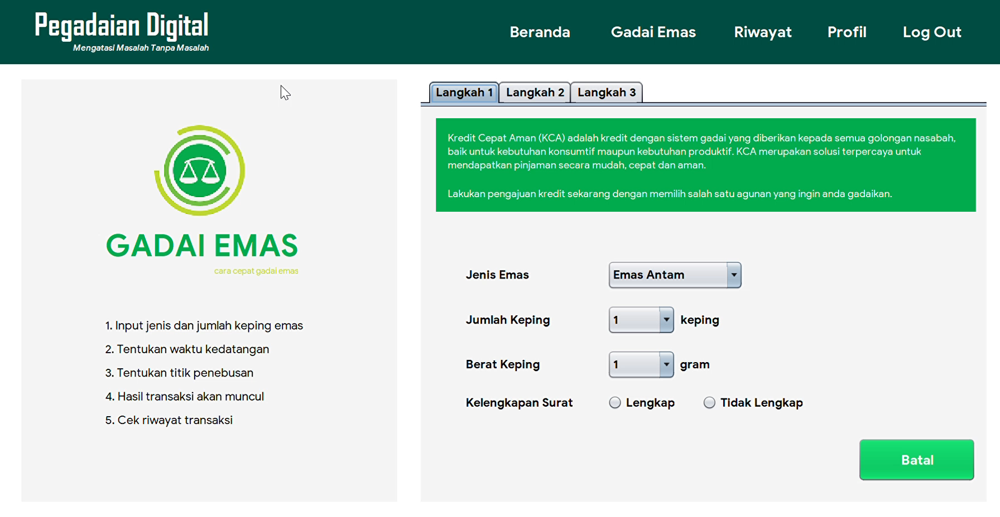 Pegadaian Digital
Mengatasi Masalah Tanpa Masalah
Beranda
Gadai Emas
Riwayat
Profil
Log Out
GADAI EMAS
cara cepat gadai emas
1. Input jenis dan jumlah keping emas
2. Tentukan waktu kedatangan
3. Tentukan titik penebusan
4. Hasil transaksi akan muncul
5. Cek riwayat transaksi
Langkah 1
Langkah 2
Langkah 3
Kredit Cepat Aman (KCA) adalah kredit dengan sistem gadai yang diberikan kepada semua golongan nasabah,
baik untuk kebutuhan konsumtif maupun kebutuhan produktif. KCA merupakan solusi terpercaya untuk
mendapatkan pinjaman secara mudah, cepat dan aman.
Lakukan pengajuan kredit sekarang dengan memilih salah satu agunan yang ingin anda gadaikan.
Jenis Emas
Emas Antam
Jumlah Keping
1
keping
Berat Keping
1
gram
Kelengkapan Surat
Lengkap
Tidak Lengkap
Batal